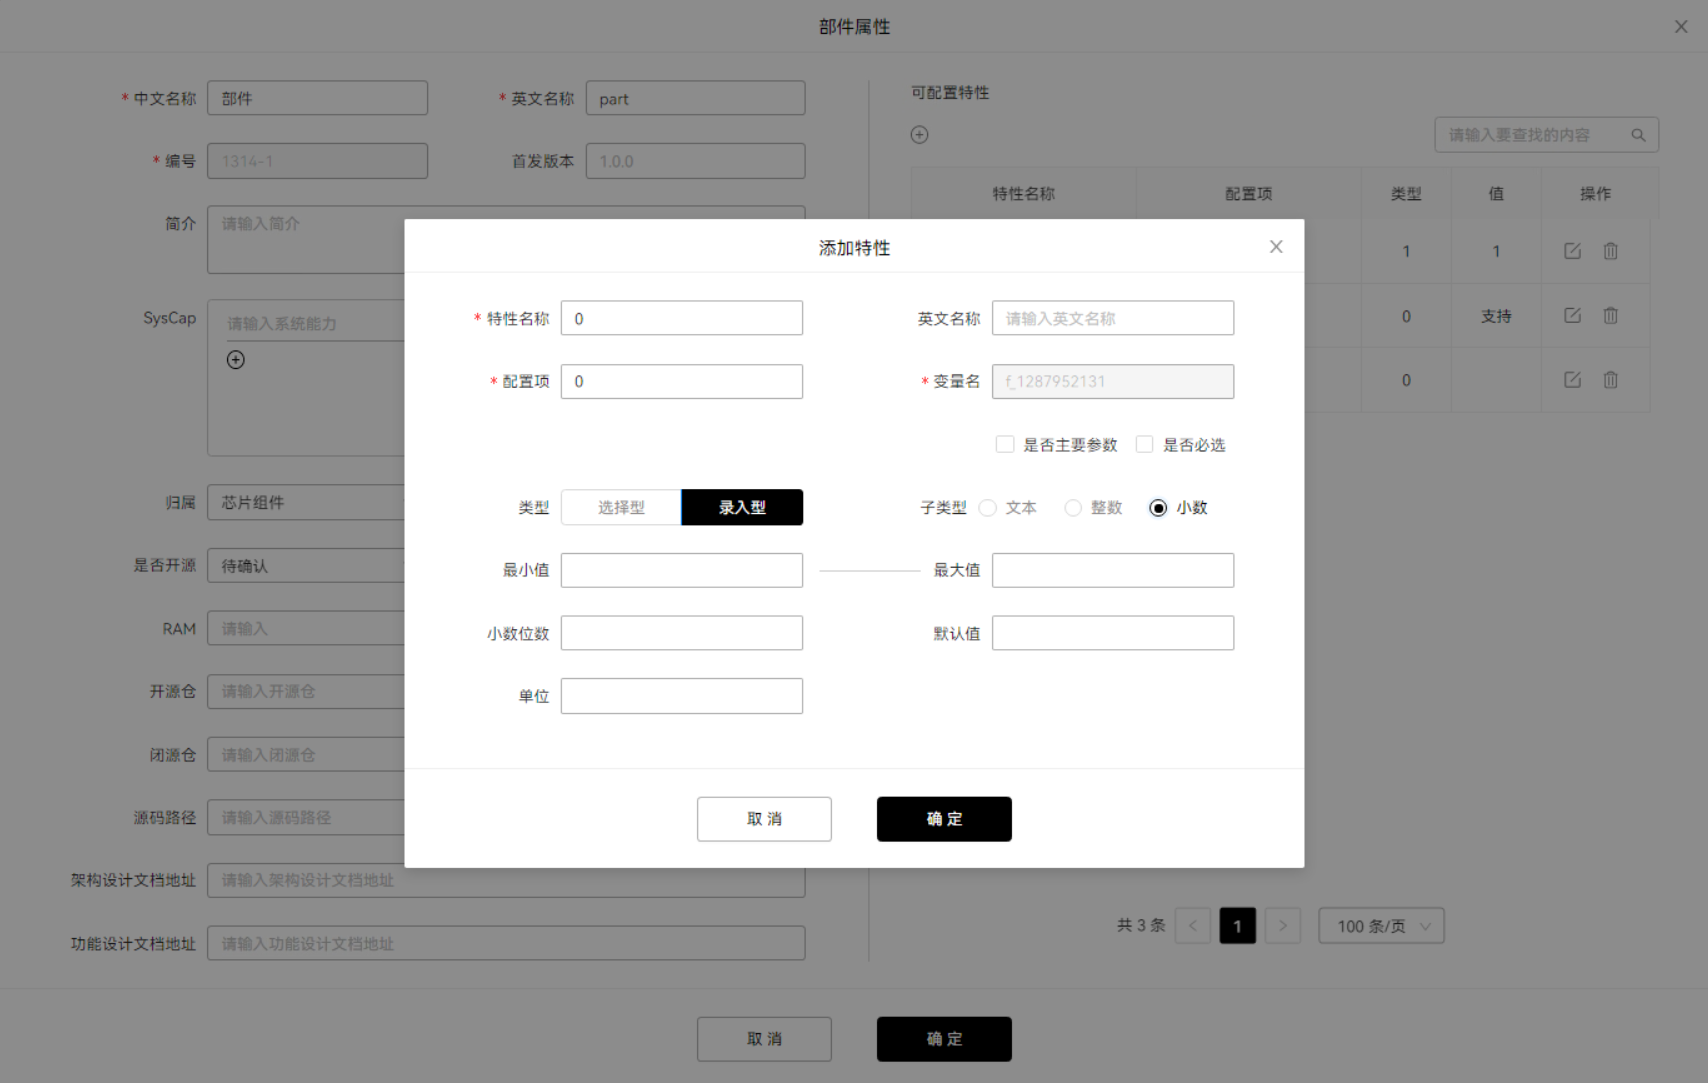 部件属性
* 中文名称 部件 * 英文名称 part
* 编号 1314-1 首发版本 1.0.0
简介 请输入简介
SysCap 请输入系统能力
归属 芯片组件
是否开源 待确认
RAM 请输入
开源仓 请输入开源仓
闭源仓 请输入闭源仓
源码路径 请输入源码路径
架构设计文档地址 请输入架构设计文档地址
功能设计文档地址 请输入功能设计文档地址
可配置特性
请输入要查找的内容
特性名称 配置项 类型 值 操作
1 1
0 支持
0
共 3 条 < 1 > 100 条/页
添加特性
* 特性名称 0 英文名称 请输入英文名称
* 配置项 0 * 变量名 f_1287952131
是否主要参数 是否必选
类型 选择型 录入型 子类型 文本 整数 小数
最小值 最大值
小数位数 默认值
单位
取 消 确 定
取 消 确 定